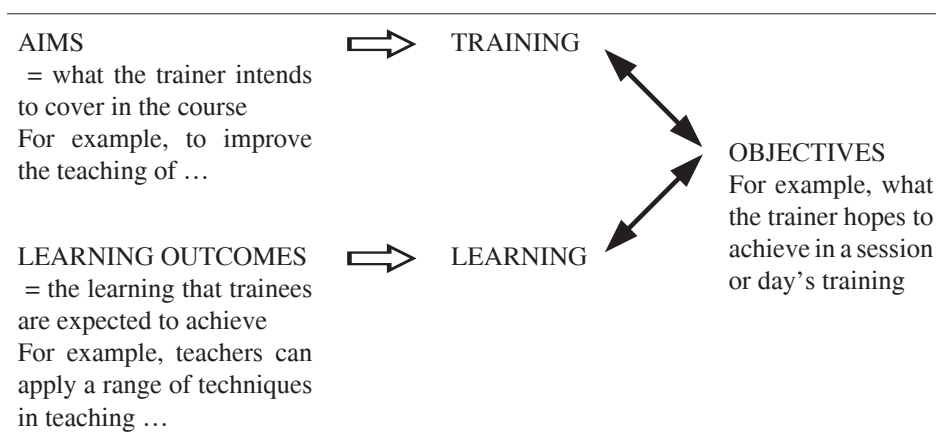 AIMS
= what the trainer intends
to cover in the course
For example, to improve
the teaching of …
TRAINING
LEARNING OUTCOMES
= the learning that trainees
are expected to achieve
For example, teachers can
apply a range of techniques
in teaching …
LEARNING
OBJECTIVES
For example, what
the trainer hopes to
achieve in a session
or day’s training